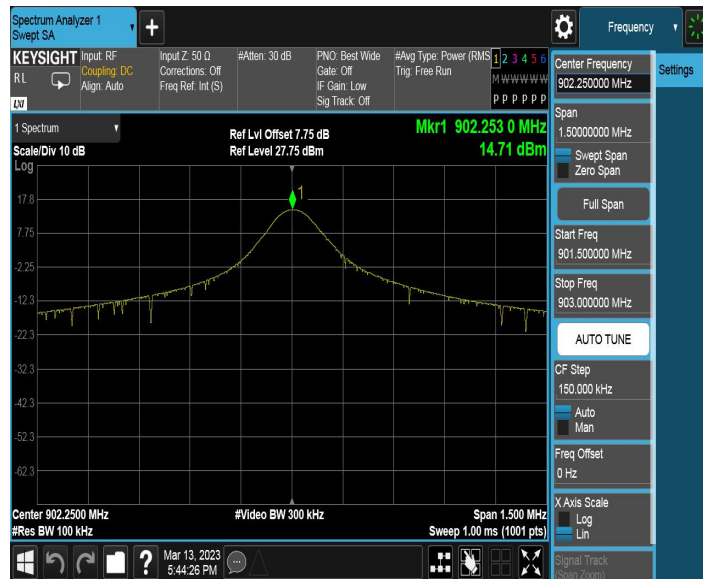 Spectrum Analyzer 1
Swept SA
+
Frequency
KEYSIGHT
RL
LXI
Input: RF
Coupling: DC
Align: Auto
Input Z: 50 Ω
Corrections: Off
Freq Ref: Int (S)
#Atten: 30 dB
PNO: Best Wide
Gate: Off
IF Gain: Low
Sig Track: Off
#Avg Type: Power (RMS
Trig: Free Run
1 2 3 4 5 6
M W W W W W
P P P P P P
1 Spectrum
Scale/Div 10 dB
Log
Ref Lvl Offset 7.75 dB
Ref Level 27.75 dBm
Mkr1 902.253 0 MHz
14.71 dBm
1
17.8
7.75
-2.25
-12.3
-22.3
-32.3
-42.3
-52.3
-62.3
Center 902.2500 MHz
#Res BW 100 kHz
#Video BW 300 kHz
Span 1.500 MHz
Sweep 1.00 ms (1001 pts)
Mar 13, 2023
5:44:26 PM
?
Settings
Center Frequency
902.250000 MHz
Span
1.50000000 MHz
Swept Span
Zero Span
Full Span
Start Freq
901.500000 MHz
Stop Freq
903.000000 MHz
AUTO TUNE
CF Step
150.000 kHz
Auto
Man
Freq Offset
0 Hz
X Axis Scale
Log
Lin
Signal Track
(Span Zoom)